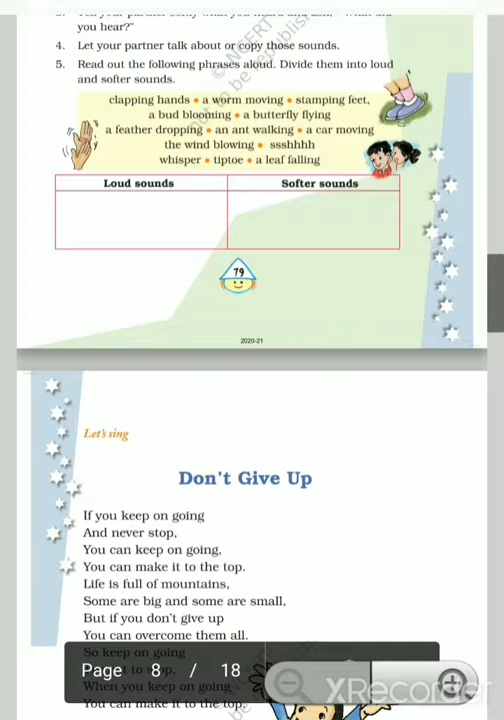 you hear?"
4. Let your partner talk about or copy those sounds.
5. Read out the following phrases aloud. Divide them into loud
and softer sounds.
clapping hands • a worm moving • stamping feet,
a bud blooming • a butterfly flying
a feather dropping • an ant walking • a car moving
the wind blowing • ssshhhh
whisper • tiptoe • a leaf falling
Loud sounds Softer sounds
79
2020-21
Let's sing
Don't Give Up
If you keep on going
And never stop,
You can keep on going,
You can make it to the top.
Life is full of mountains,
Some are big and some are small,
But if you don't give up
You can overcome them all.
So keep on going
Page 8 / 18
When you keep on going
You can make it to the top.
XRecorder